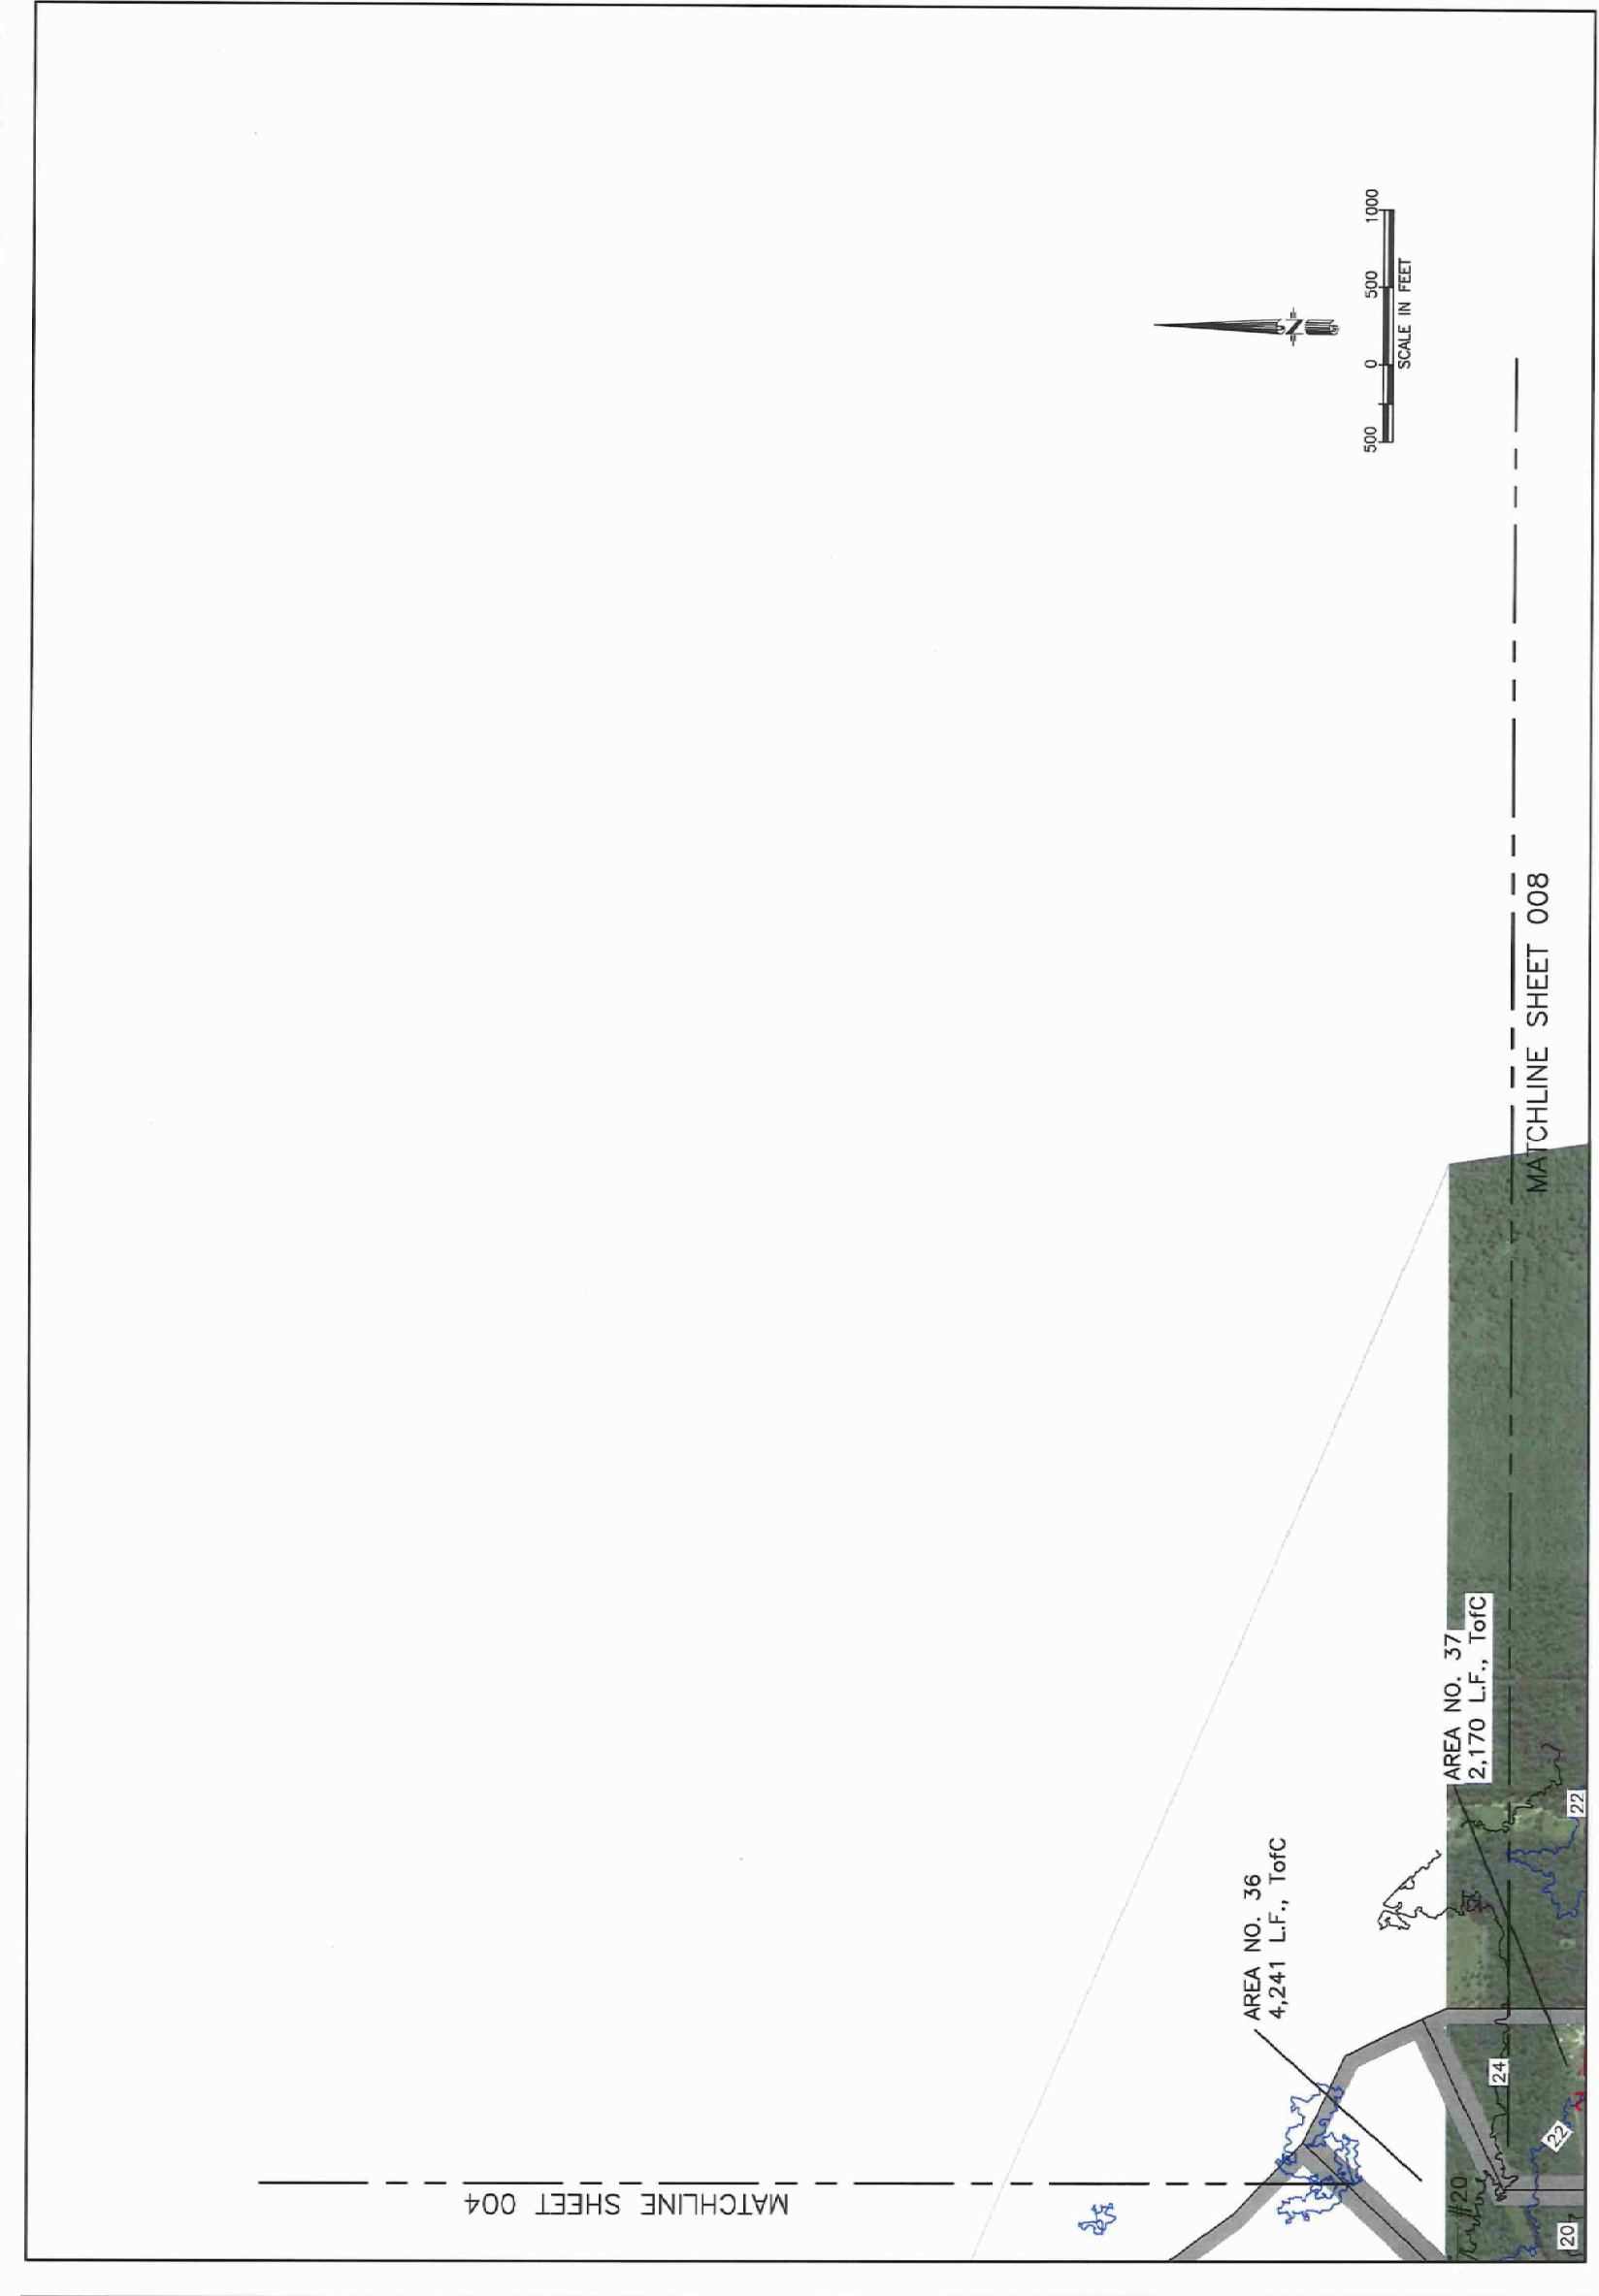 MATCHLINE SHEET 004
AREA NO. 36
4,241 L.F., TofC
AREA NO. 37
2,170 L.F., TofC
N
500 0 500 1000
SCALE IN FEET
MATCHLINE SHEET 008
#20
24
22
22
20